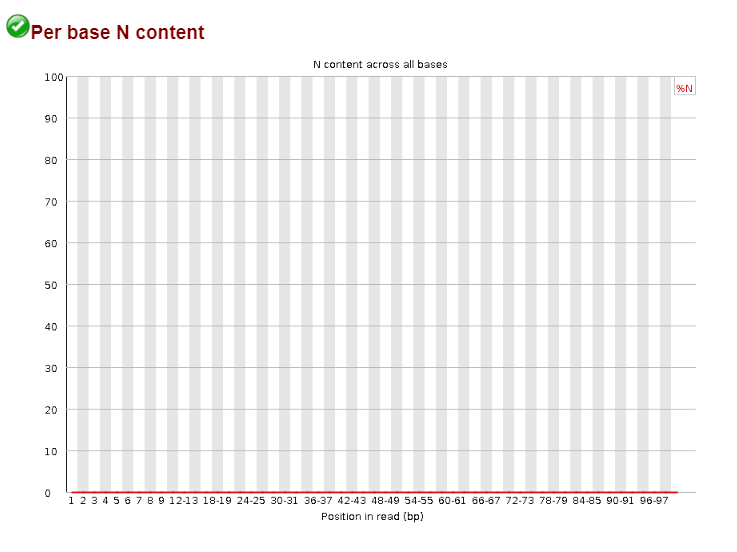 Per base N content
N content across all bases
%N
100
90
80
70
60
50
40
30
20
10
0
1 2 3 4 5 6 7 8 9 12-13 18-19 24-25 30-31 36-37 42-43 48-49 54-55 60-61 66-67 72-73 78-79 84-85 90-91 96-97
Position in read (bp)